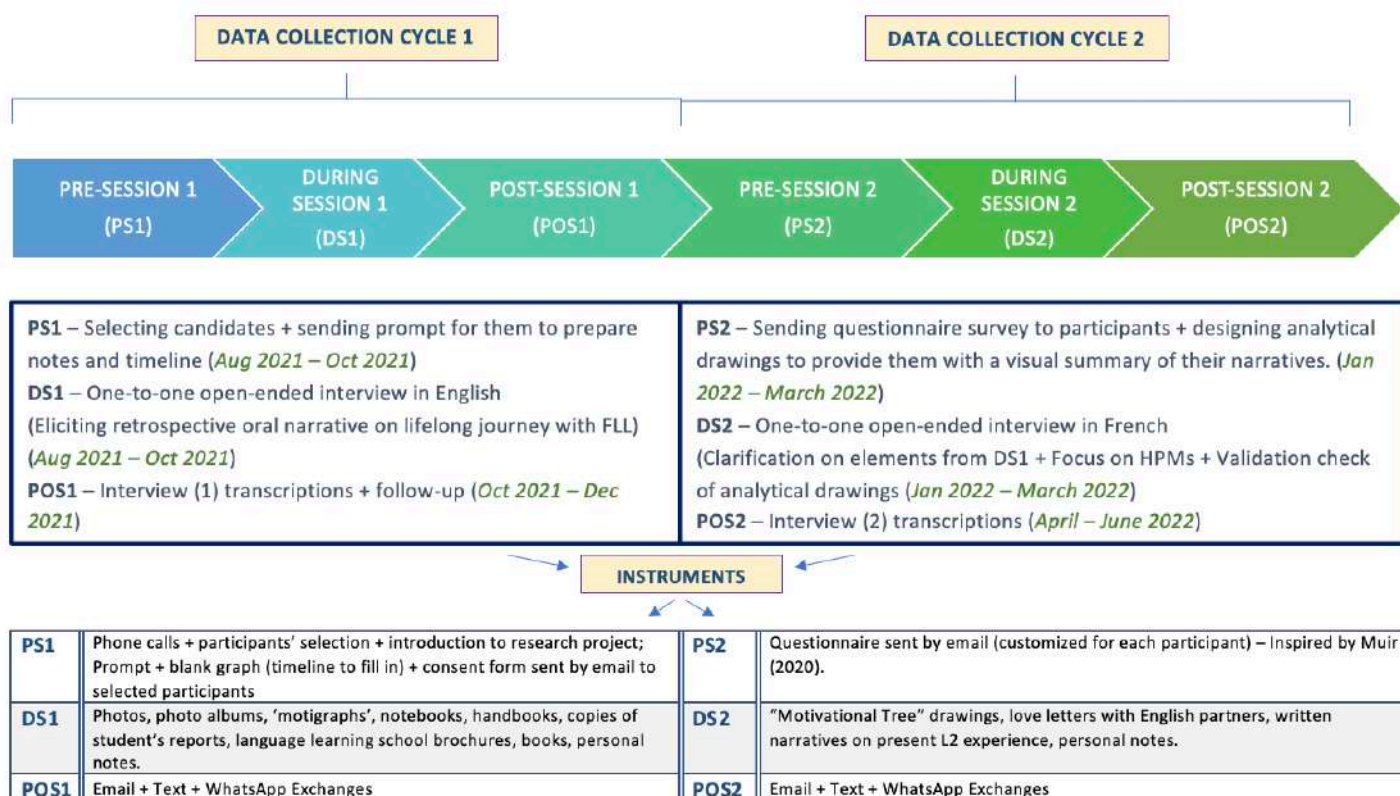 DATA COLLECTION CYCLE 1
DATA COLLECTION CYCLE 2
PRE-SESSION 1
(PS1)
DURING
SESSION 1
(DS1)
POST-SESSION 1
(POS1)
PRE-SESSION 2
(PS2)
DURING
SESSION 2
(DS2)
POST-SESSION 2
(POS2)
PS1 – Selecting candidates + sending prompt for them to prepare
notes and timeline (Aug 2021 – Oct 2021)
DS1 – One-to-one open-ended interview in English
(Eliciting retrospective oral narrative on lifelong journey with FLL)
(Aug 2021 – Oct 2021)
POS1 – Interview (1) transcriptions + follow-up (Oct 2021 – Dec
2021)
PS2 – Sending questionnaire survey to participants + designing analytical
drawings to provide them with a visual summary of their narratives. (Jan
2022 – March 2022)
DS2 – One-to-one open-ended interview in French
(Clarification on elements from DS1 + Focus on HPMs + Validation check
of analytical drawings (Jan 2022 – March 2022)
POS2 – Interview (2) transcriptions (April – June 2022)
INSTRUMENTS
PS1
Phone calls + participants' selection + introduction to research project;
Prompt + blank graph (timeline to fill in) + consent form sent by email to
selected participants
PS2
Questionnaire sent by email (customized for each participant) – Inspired by Muir
(2020).
DS1
Photos, photo albums, 'motigraphs', notebooks, handbooks, copies of
student's reports, language learning school brochures, books, personal
notes.
DS2
"Motivational Tree" drawings, love letters with English partners, written
narratives on present L2 experience, personal notes.
POS1
Email + Text + WhatsApp Exchanges
POS2
Email + Text + WhatsApp Exchanges